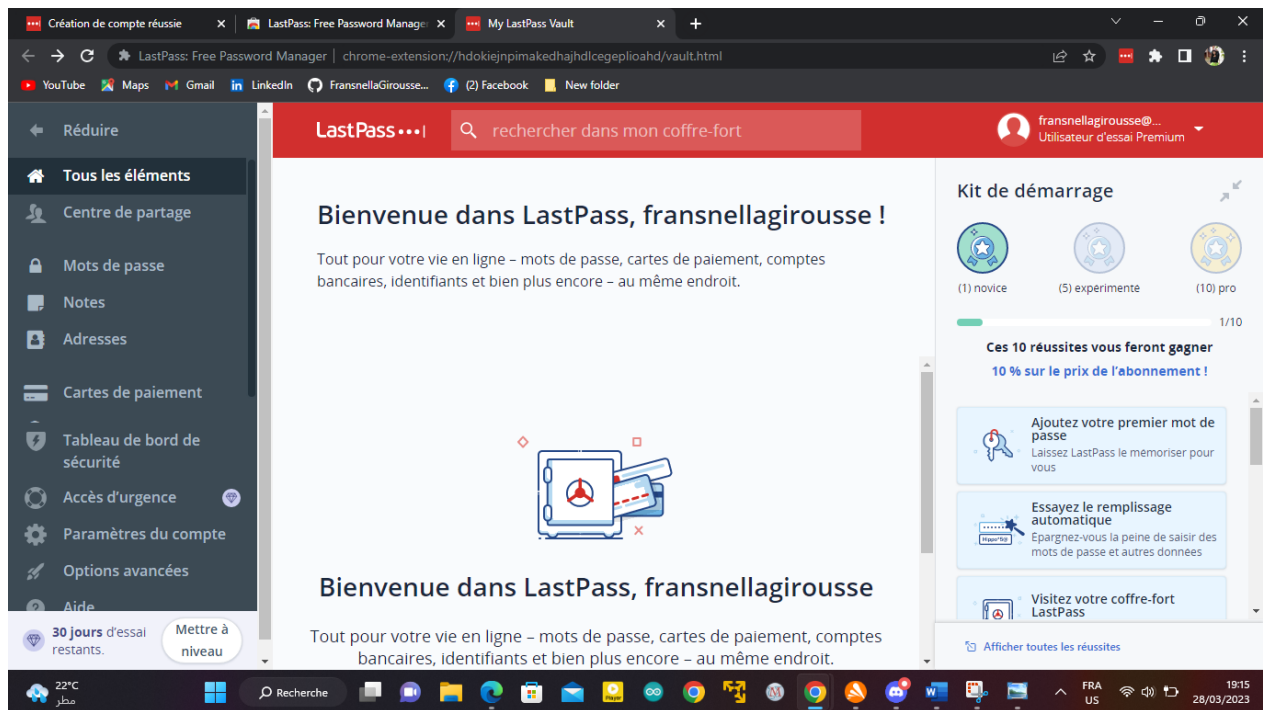 Création de compte réussie
LastPass: Free Password Manager
My LastPass Vault
LastPass: Free Password Manager | chrome-extension://hdokiejnpimakedhajhdlcegeplioahd/vault.html
YouTube
Maps
Gmail
LinkedIn
FransnellaGirousse...
(2) Facebook
New folder
Réduire
Tous les éléments
Centre de partage
Mots de passe
Notes
Adresses
Cartes de paiement
Tableau de bord de
sécurité
Accès d'urgence
Paramètres du compte
Options avancées
Aide
30 jours d'essai
restants.
Mettre à
niveau
LastPass
rechercher dans mon coffre-fort
fransnellagirousse@...
Utilisateur d'essai Premium
Bienvenue dans LastPass, fransnellagirousse !
Tout pour votre vie en ligne – mots de passe, cartes de paiement, comptes
bancaires, identifiants et bien plus encore – au même endroit.
Bienvenue dans LastPass, fransnellagirousse
Tout pour votre vie en ligne – mots de passe, cartes de paiement, comptes
bancaires, identifiants et bien plus encore – au même endroit.
Kit de démarrage
(1) novice
(5) expérimenté
(10) pro
1/10
Ces 10 réussites vous feront gagner
10 % sur le prix de l'abonnement !
Ajoutez votre premier mot de
passe
Laissez LastPass le mémoriser pour
vous
Essayez le remplissage
automatique
Épargnez-vous la peine de saisir des
mots de passe et autres données
Visitez votre coffre-fort
LastPass
Afficher toutes les réussites
22°C
مطر
Recherche
FRA
US
19:15
28/03/2023